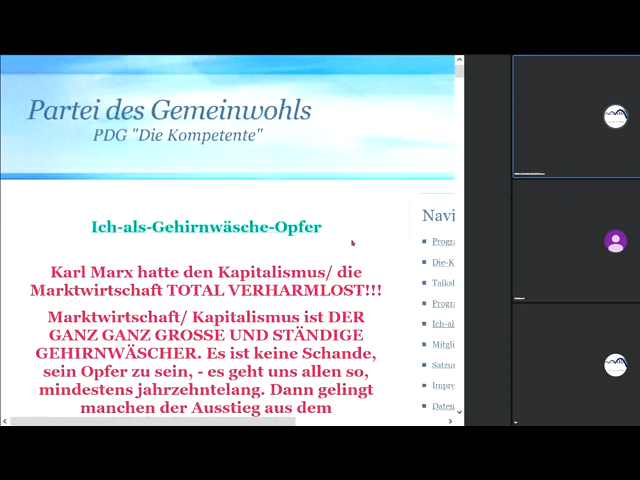 Partei des Gemeinwohls
PDG "Die Kompetente"
Ich-als-Gehirnwäsche-Opfer
Karl Marx hatte den Kapitalismus/ die
Marktwirtschaft TOTAL VERHARMLOST!!!
Marktwirtschaft/ Kapitalismus ist DER
GANZ GANZ GROSSE UND STÄNDIGE
GEHIRNWÄSCHER. Es ist keine Schande,
sein Opfer zu sein, - es geht uns allen so,
mindestens jahrzehntelang. Dann gelingt
manchen der Ausstieg aus dem
Navi
Progra
Die-K
Talksh
Progra
Ich-al
Mitgli
Satzu
Impre
Daten